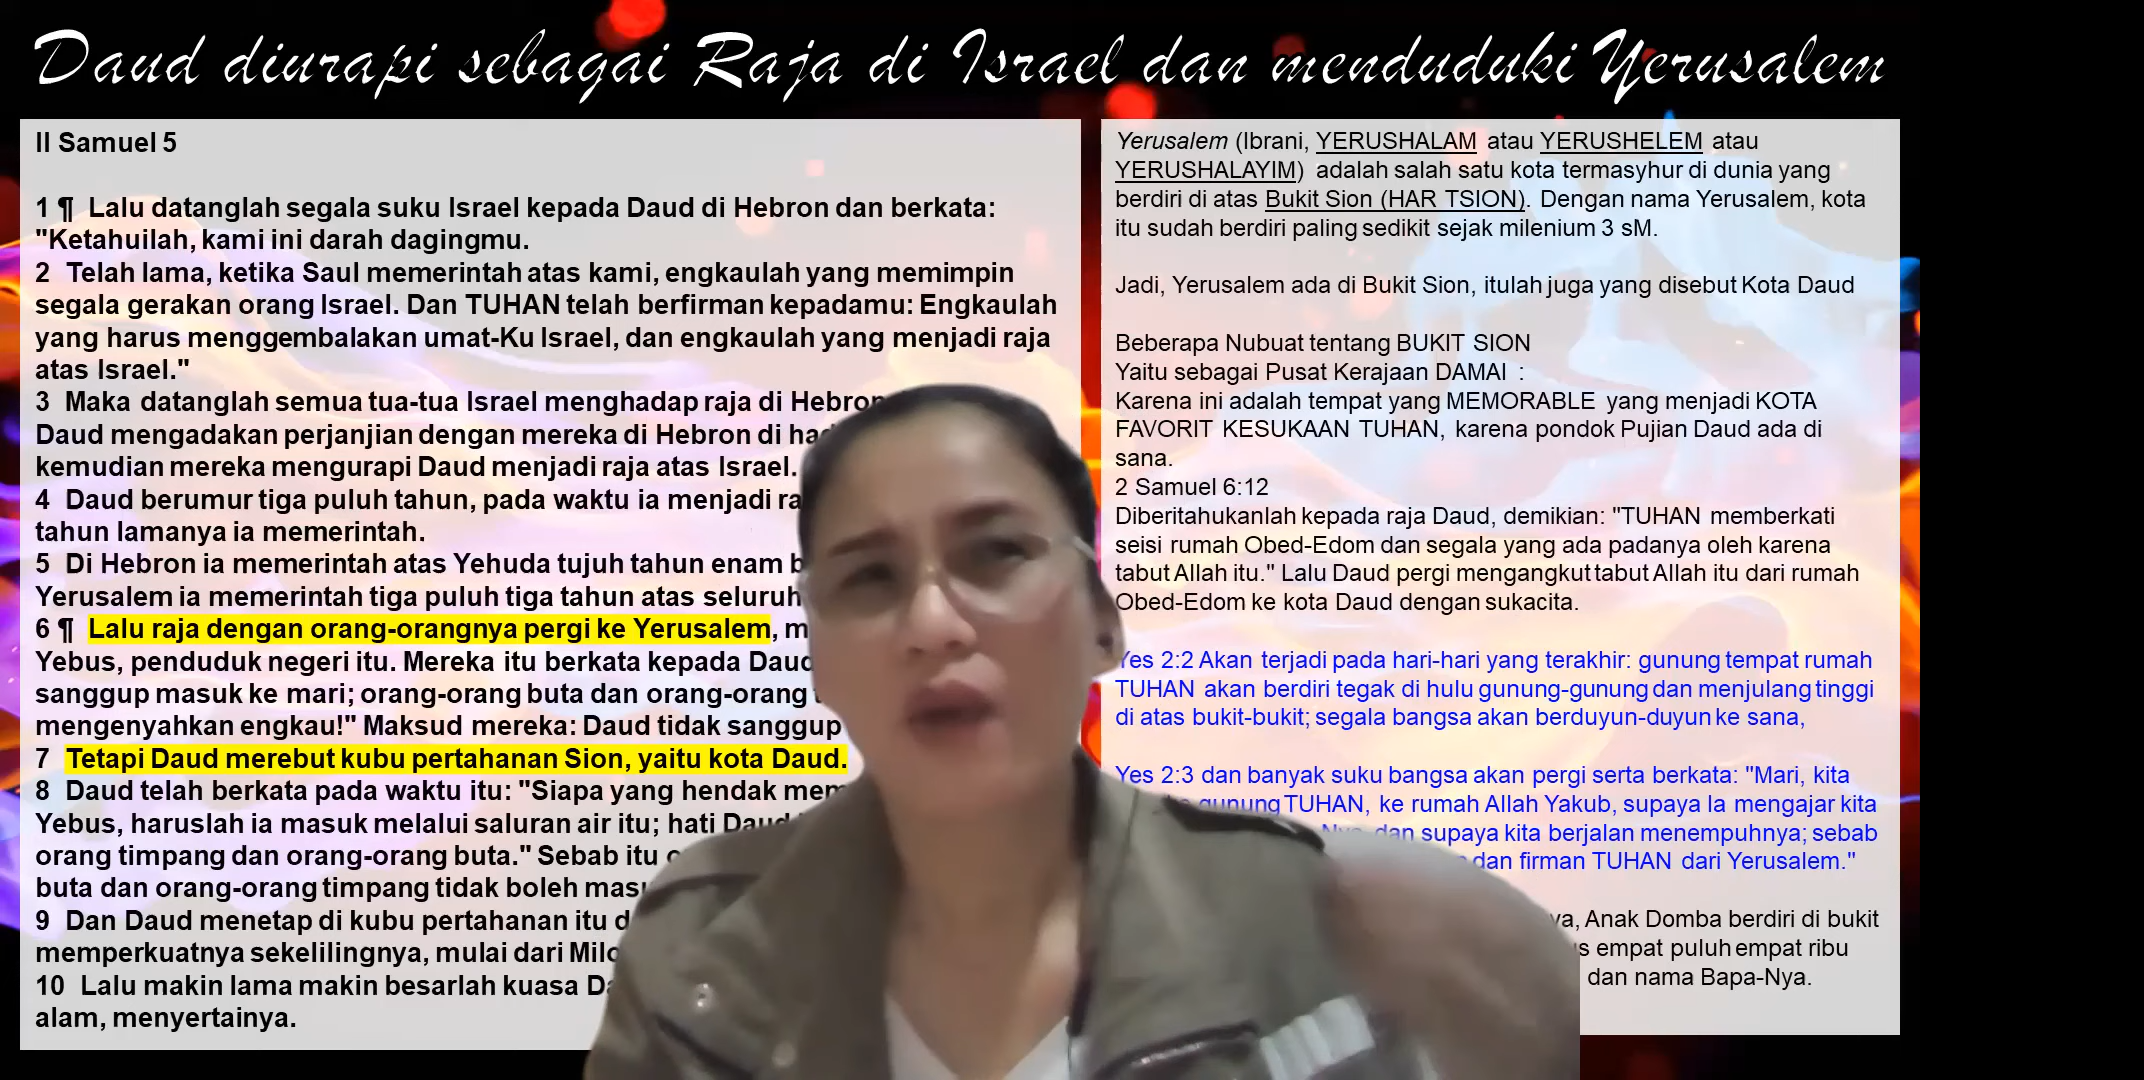 Daud diurapi sebagai Raja di Israel dan menduduki Yerusalem
II Samuel 5
1 ¶ Lalu datanglah segala suku Israel kepada Daud di Hebron dan berkata:
"Ketahuilah, kami ini darah dagingmu.
2 Telah lama, ketika Saul memerintah atas kami, engkaulah yang memimpin
segala gerakan orang Israel. Dan TUHAN telah berfirman kepadamu: Engkaulah
yang harus menggembalakan umat-Ku Israel, dan engkaulah yang menjadi raja
atas Israel."
3 Maka datanglah semua tua-tua Israel menghadap raja di Hebron
Daud mengadakan perjanjian dengan mereka di Hebron di
kemudian mereka mengurapi Daud menjadi raja atas Israel.
4 Daud berumur tiga puluh tahun, pada waktu ia menjadi
tahun lamanya ia memerintah.
5 Di Hebron ia memerintah atas Yehuda tujuh tahun enam
Yerusalem ia memerintah tiga puluh tiga tahun atas
6 ¶ Lalu raja dengan orang-orangnya pergi ke Yerusalem,
Yebus, penduduk negeri itu. Mereka itu berkata kepada Daud
sanggup masuk ke mari; orang-orang buta dan orang-orang
mengenyahkan engkau!" Maksud mereka: Daud tidak sanggup
7 Tetapi Daud merebut kubu pertahanan Sion, yaitu kota Daud.
8 Daud telah berkata pada waktu itu: "Siapa yang hendak
Yebus, haruslah ia masuk melalui saluran air itu; hati Daud
orang timpang dan orang-orang buta." Sebab itu
buta dan orang-orang timpang tidak boleh
9 Dan Daud menetap di kubu pertahanan itu
memperkuatnya sekelilingnya, mulai dari Milo
10 Lalu makin lama makin besarlah kuasa
alam, menyertainya.
Yerusalem (Ibrani, YERUSHALAM atau YERUSHELEM atau
YERUSHALAYIM) adalah salah satu kota termasyhur di dunia yang
berdiri di atas Bukit Sion (HAR TSION). Dengan nama Yerusalem, kota
itu sudah berdiri paling sedikit sejak milenium 3 sM.
Jadi, Yerusalem ada di Bukit Sion, itulah juga yang disebut Kota Daud
Beberapa Nubuat tentang BUKIT SION
Yaitu sebagai Pusat Kerajaan DAMAI :
Karena ini adalah tempat yang MEMORABLE yang menjadi KOTA
FAVORIT KESUKAAN TUHAN, karena pondok Pujian Daud ada di
sana.
2 Samuel 6:12
Diberitahukanlah kepada raja Daud, demikian: "TUHAN memberkati
seisi rumah Obed-Edom dan segala yang ada padanya oleh karena
tabut Allah itu." Lalu Daud pergi mengangkut tabut Allah itu dari rumah
Obed-Edom ke kota Daud dengan sukacita.
Yes 2:2 Akan terjadi pada hari-hari yang terakhir: gunung tempat rumah
TUHAN akan berdiri tegak di hulu gunung-gunung dan menjulang tinggi
di atas bukit-bukit; segala bangsa akan berduyun-duyun ke sana,
Yes 2:3 dan banyak suku bangsa akan pergi serta berkata: "Mari, kita
gunung TUHAN, ke rumah Allah Yakub, supaya Ia mengajar kita
dan supaya kita berjalan menempuhnya; sebab
dan firman TUHAN dari Yerusalem."
Anak Domba berdiri di bukit
empat puluh empat ribu
dan nama Bapa-Nya.